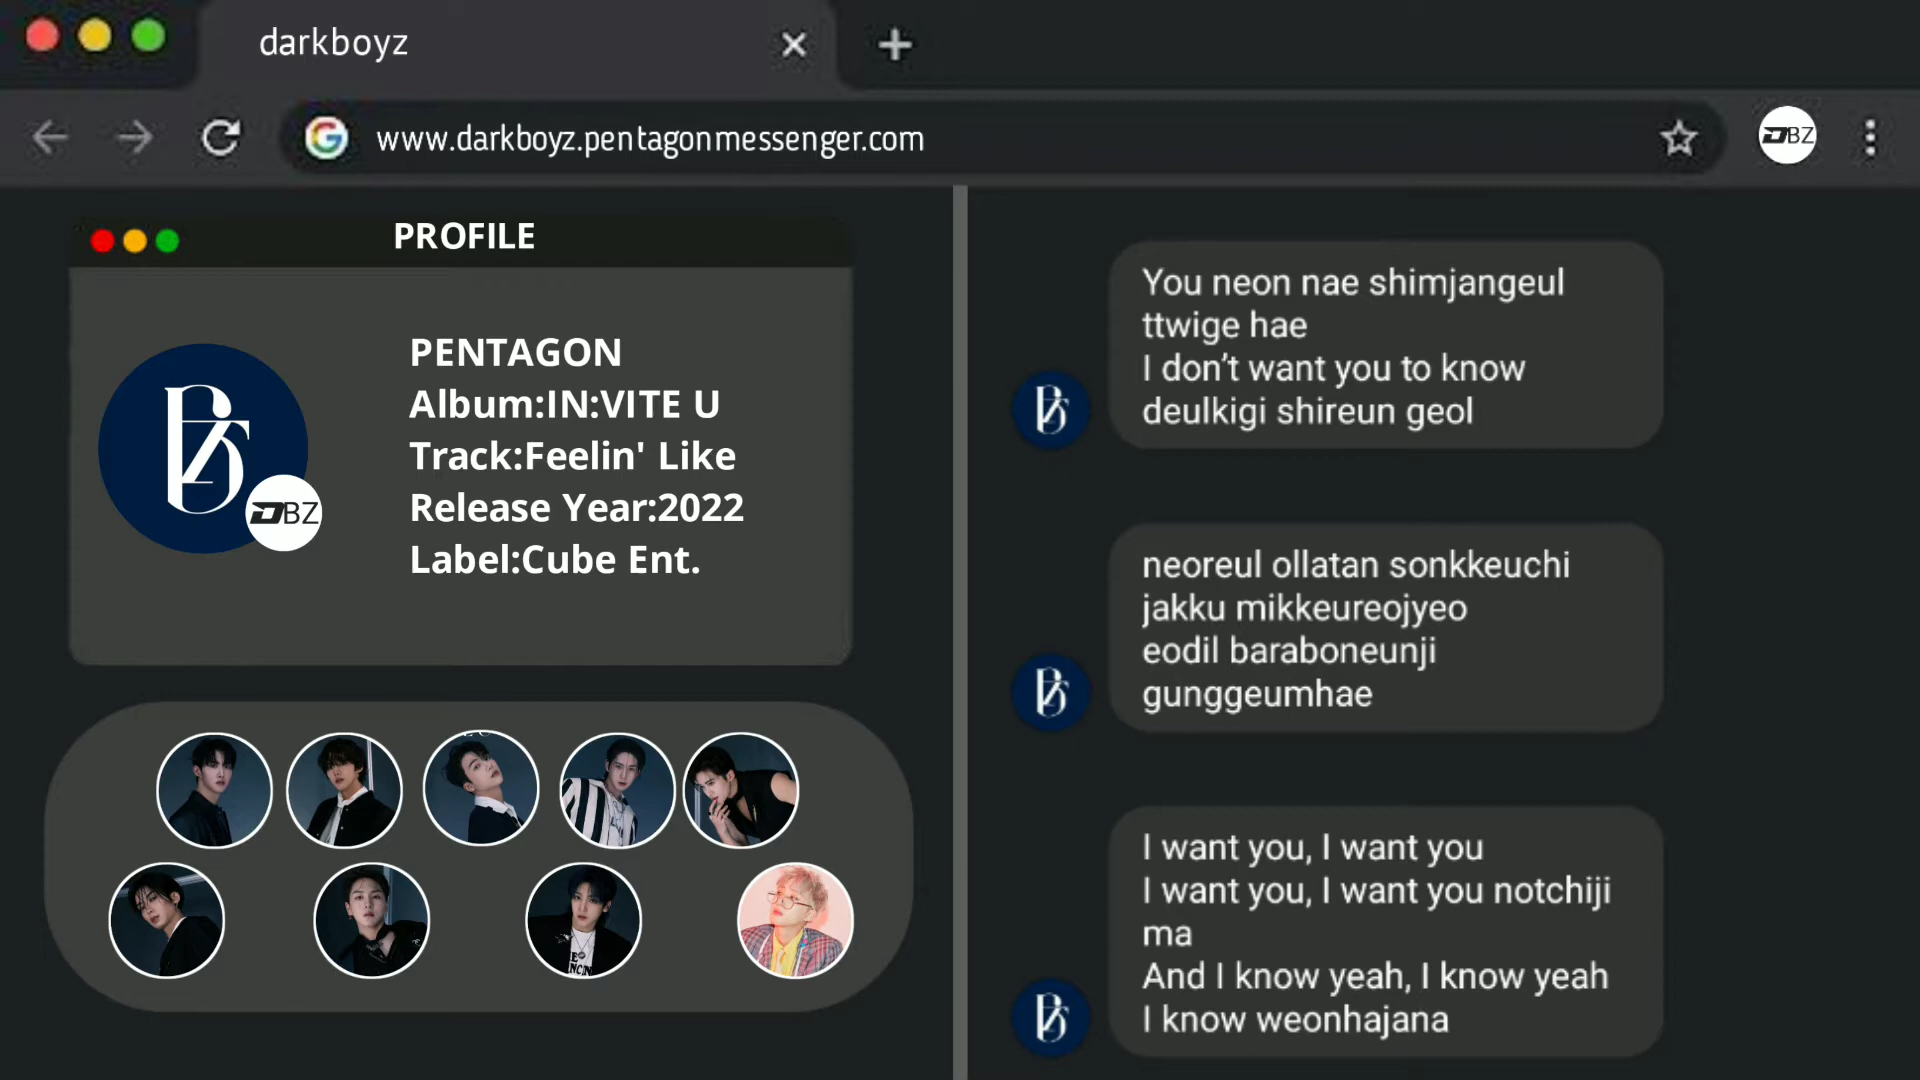 darkboyz
www.darkboyz.pentagonmessenger.com
DBZ
PROFILE
PENTAGON
Album:IN:VITE U
Track:Feelin' Like
Release Year:2022
Label:Cube Ent.
DBZ
You neon nae shimjangeul
ttwige hae
I don’t want you to know
deulkigi shireun geol
neoreul ollatan sonkkeuchi
jakku mikkeureojyeo
eodil baraboneunji
gunggeumhae
I want you, I want you
I want you, I want you notchiji
ma
And I know yeah, I know yeah
I know weonhajana